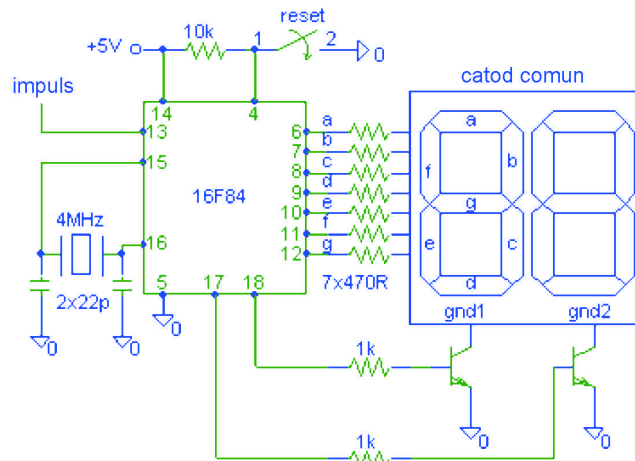 reset
10k
+5V
1
2
0
catod comun
impuls
14
4
13
6
a
a
7
b
15
8
c
f
b
16F84
9
d
10
e
g
4MHz
16
11
f
12
g
e
c
5
17
18
7x470R
d
2x22p
gnd1
gnd2
0
0
0
1k
0
0
1k